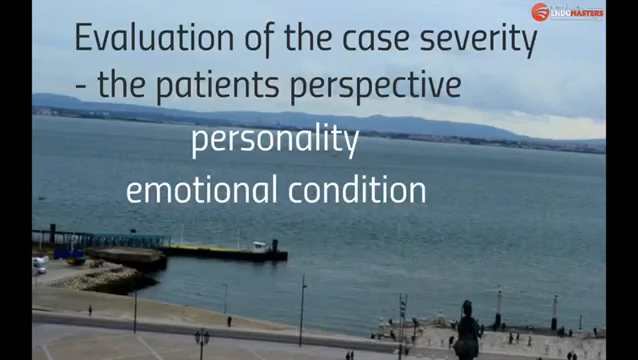 ENDOMASTERS
Evaluation of the case severity
- the patients perspective
personality
emotional condition